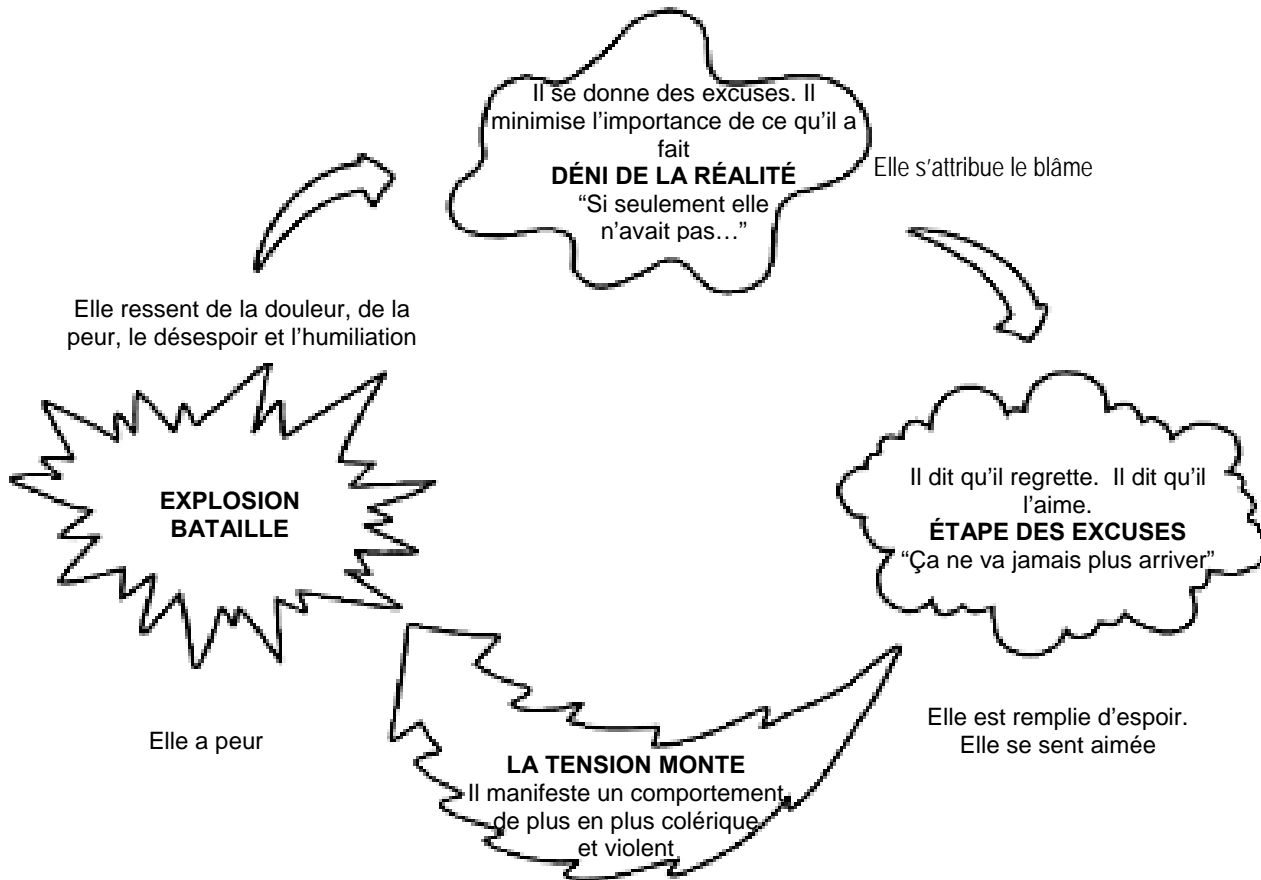 Il se donne des excuses. Il
minimise l’importance de ce qu’il a
fait
DÉNI DE LA RÉALITÉ
“Si seulement elle
n’avait pas…”
Elle s’attribue le blâme
Elle ressent de la douleur, de la
peur, le désespoir et l’humiliation
EXPLOSION
BATAILLE
Il dit qu’il regrette. Il dit qu’il
l’aime.
ÉTAPE DES EXCUSES
“Ça ne va jamais plus arriver”
Elle est remplie d’espoir.
Elle se sent aimée
Elle a peur
LA TENSION MONTE
Il manifeste un comportement
de plus en plus colérique
et violent